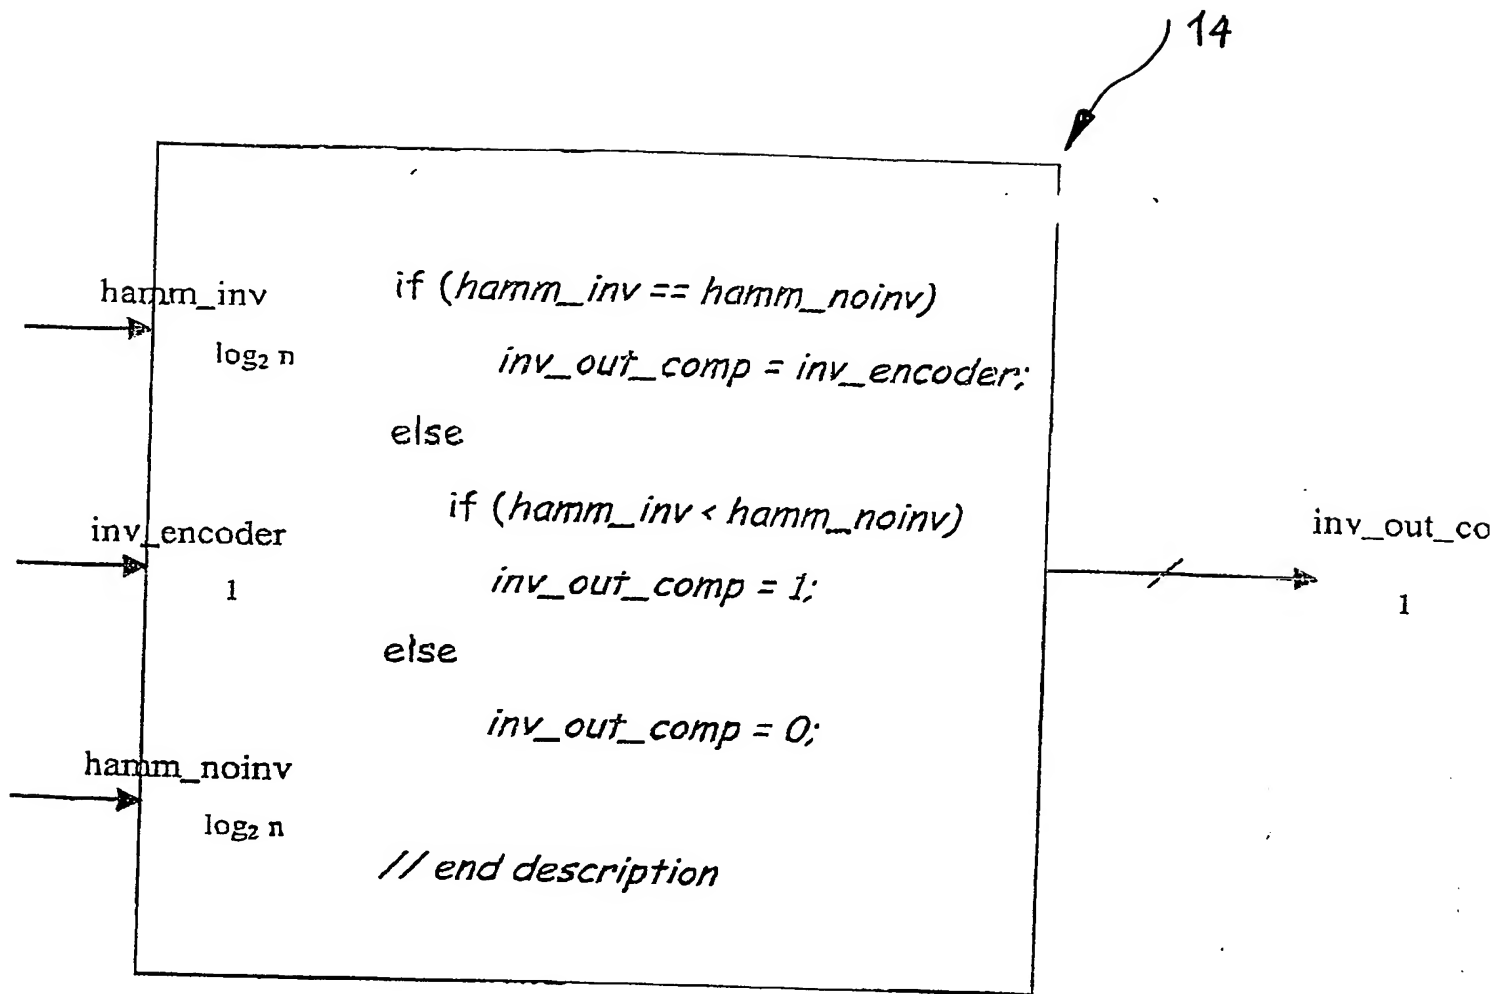 14
hamm_inv
log₂ n
if (hamm_inv == hamm_noinv)
inv_out_comp = inv_encoder;
else
if (hamm_inv < hamm_noinv)
inv_encoder
1
inv_out_comp = 1;
inv_out_co
1
else
inv_out_comp = 0;
hamm_noinv
log₂ n
// end description